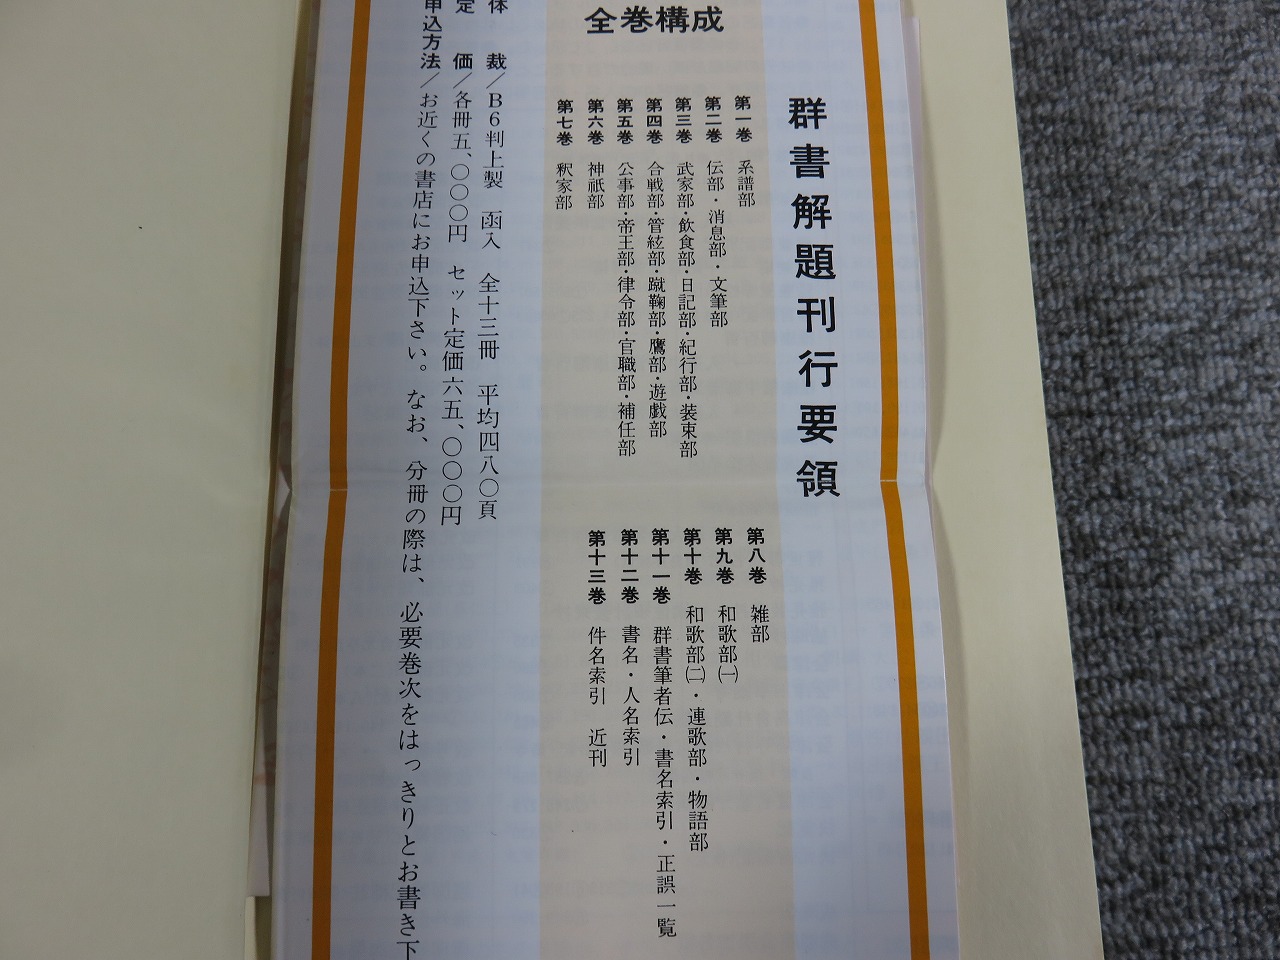 群書解題刊行要領
全巻構成
第一巻 系譜部
第二巻 伝部・消息部・文筆部
第三巻 武家部・飲食部・日記部・紀行部・装束部
第四巻 合戦部・管絃部・蹴鞠部・鷹部・遊戯部
第五巻 公事部・帝王部・律令部・官職部・補任部
第六巻 神祇部
第七巻 釈家部
第八巻 雑部
第九巻 和歌部㈠
第十巻 和歌部㈡・連歌部・物語部
第十一巻 群書筆者伝・書名索引・正誤一覧
第十二巻 書名・人名索引
第十三巻 件名索引 近刊
体 裁／B6判上製 函入 全十三冊 平均四八〇頁
定 価／各冊五、〇〇〇円 セット定価六五、〇〇〇円
申込方法／お近くの書店にお申込下さい。なお、分冊の際は、必要巻次をはっきりとお書き下